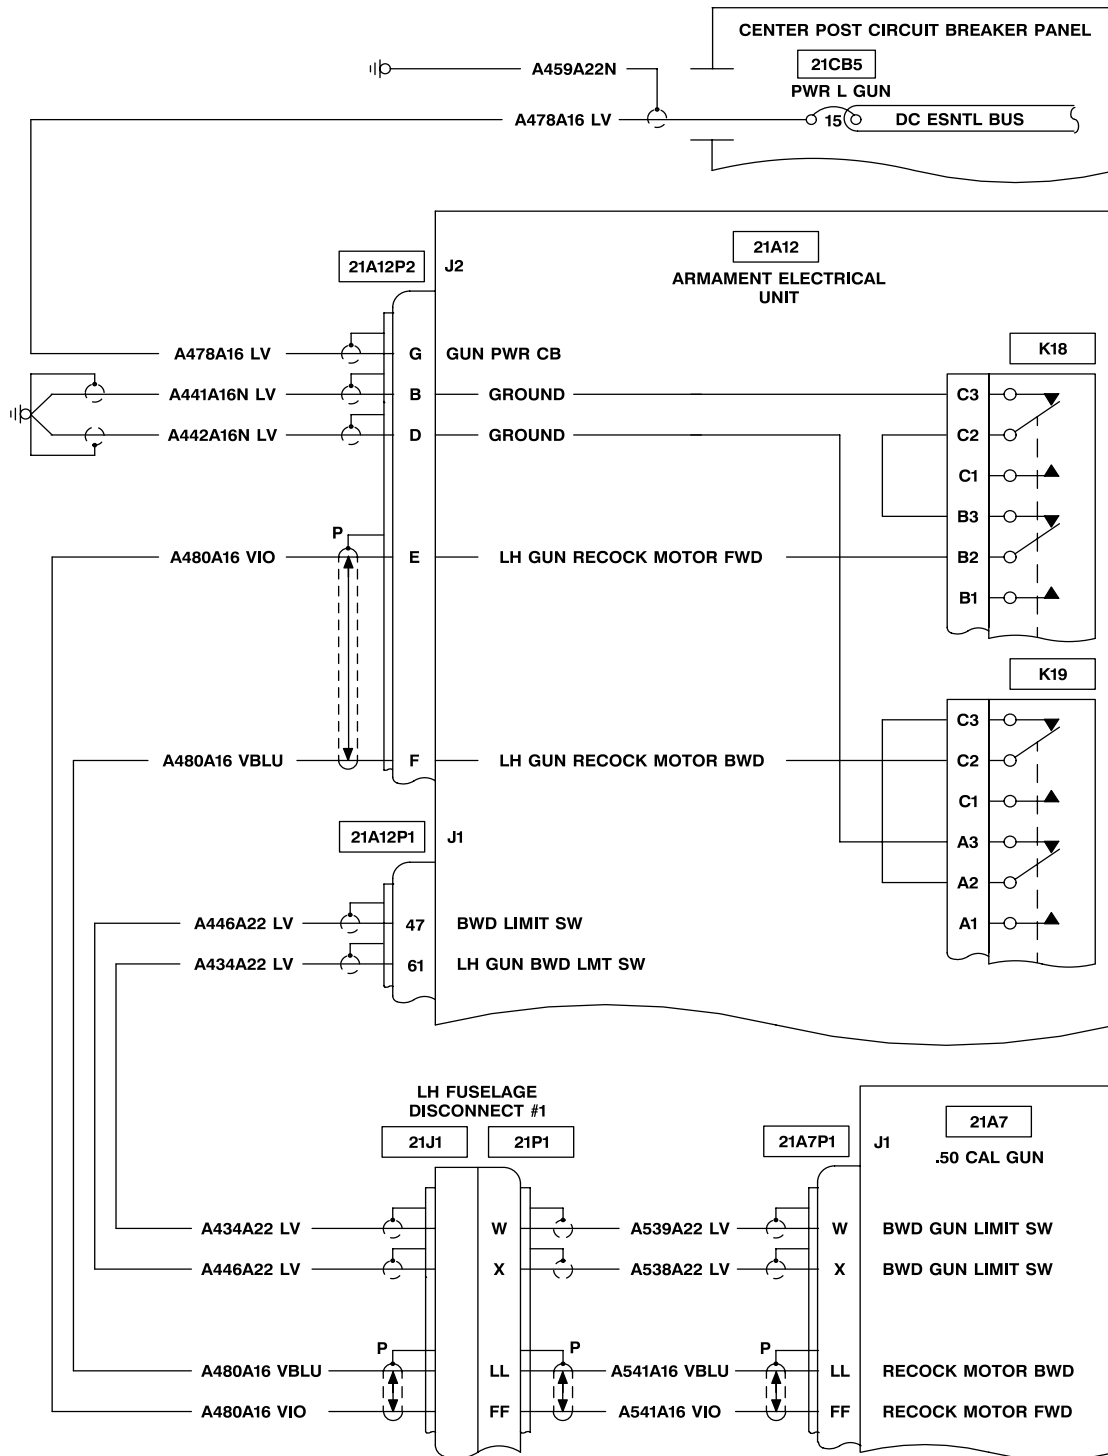 CENTER POST CIRCUIT BREAKER PANEL
21CB5
PWR L GUN
A459A22N
A478A16 LV
15
DC ESNTL BUS
21A12
ARMAMENT ELECTRICAL
UNIT
21A12P2
J2
A478A16 LV
G
GUN PWR CB
K18
A441A16N LV
B
GROUND
C3
A442A16N LV
D
GROUND
C2
C1
B3
P
A480A16 VIO
E
LH GUN RECOCK MOTOR FWD
B2
B1
K19
C3
A480A16 VBLU
F
LH GUN RECOCK MOTOR BWD
C2
C1
21A12P1
J1
A3
A2
A446A22 LV
47
BWD LIMIT SW
A1
A434A22 LV
61
LH GUN BWD LMT SW
LH FUSELAGE
DISCONNECT #1
21J1
21P1
21A7P1
J1
21A7
.50 CAL GUN
A434A22 LV
W
A539A22 LV
W
BWD GUN LIMIT SW
A446A22 LV
X
A538A22 LV
X
BWD GUN LIMIT SW
P
P
P
A480A16 VBLU
LL
A541A16 VBLU
LL
RECOCK MOTOR BWD
A480A16 VIO
FF
A541A16 VIO
FF
RECOCK MOTOR FWD